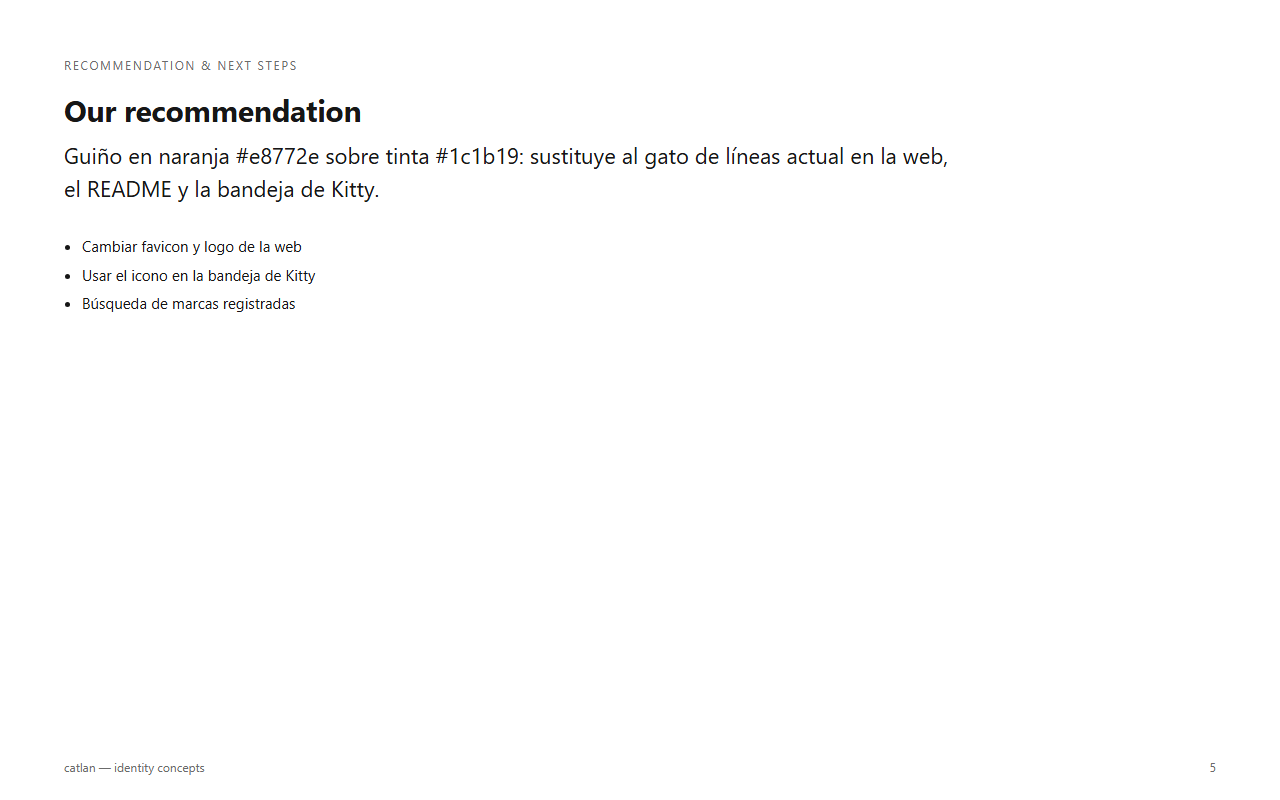 RECOMMENDATION & NEXT STEPS
Our recommendation
Guiño en naranja #e8772e sobre tinta #1c1b19: sustituye al gato de líneas actual en la web,
el README y la bandeja de Kitty.
• Cambiar favicon y logo de la web
• Usar el icono en la bandeja de Kitty
• Búsqueda de marcas registradas
catlan — identity concepts
5